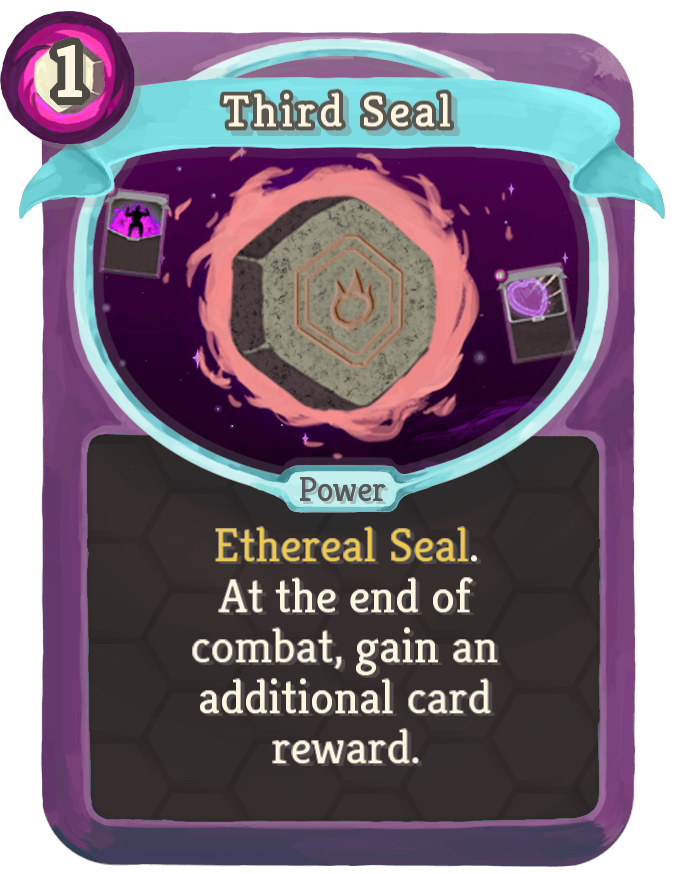 1
Third Seal
Power
Ethereal Seal.
At the end of
combat, gain an
additional card
reward.